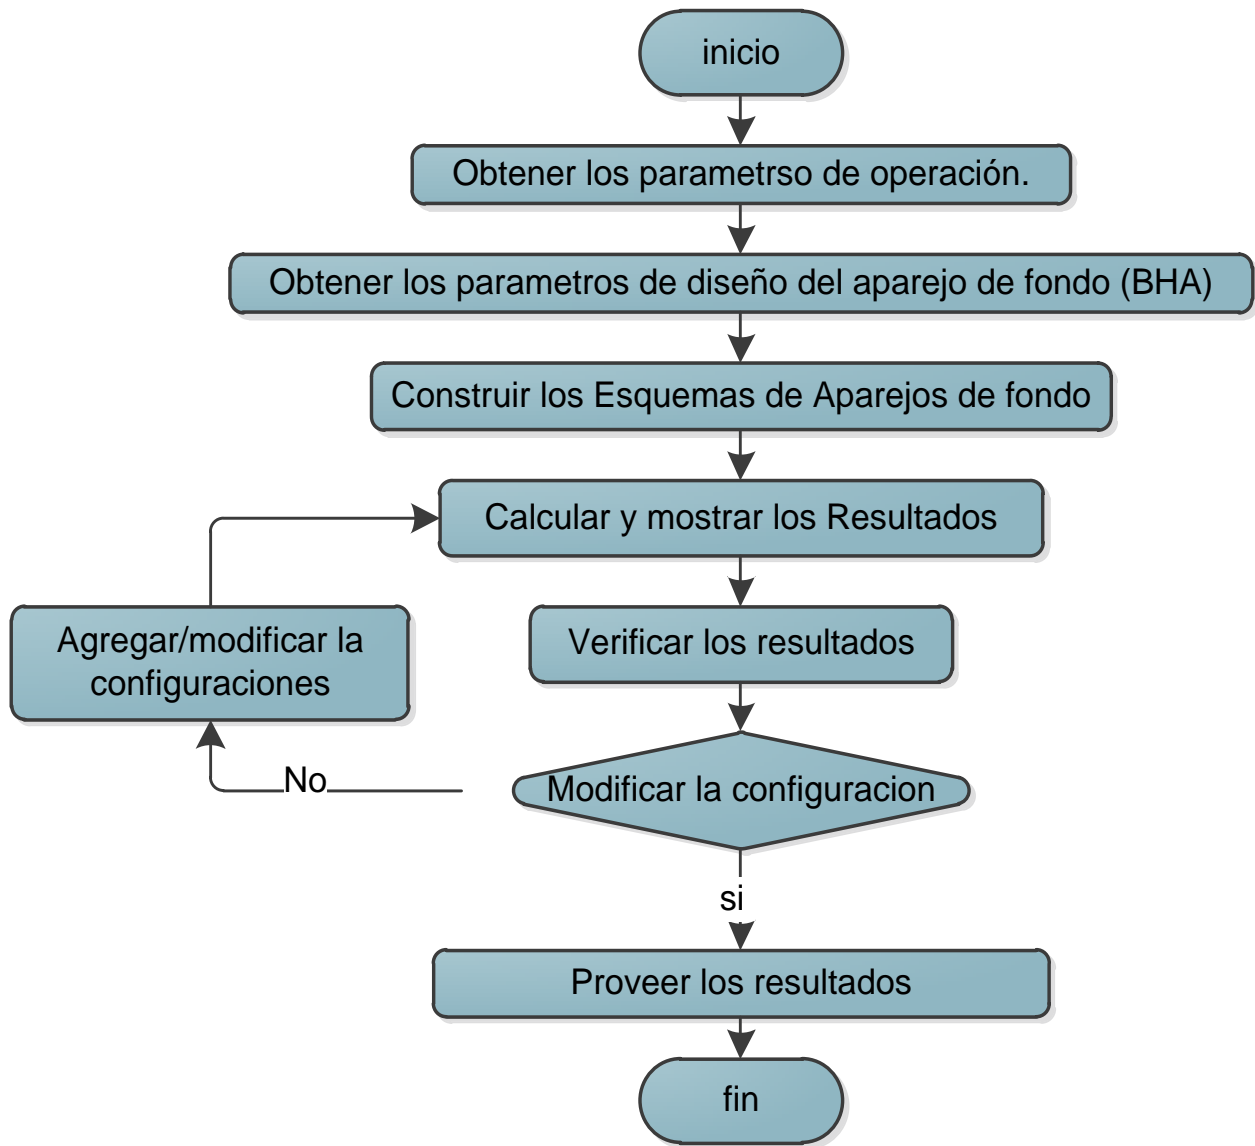 inicio
Obtener los parametrso de operación.
Obtener los parametros de diseño del aparejo de fondo (BHA)
Construir los Esquemas de Aparejos de fondo
Calcular y mostrar los Resultados
Agregar/modificar la
configuraciones
Verificar los resultados
No
Modificar la configuracion
si
Proveer los resultados
fin